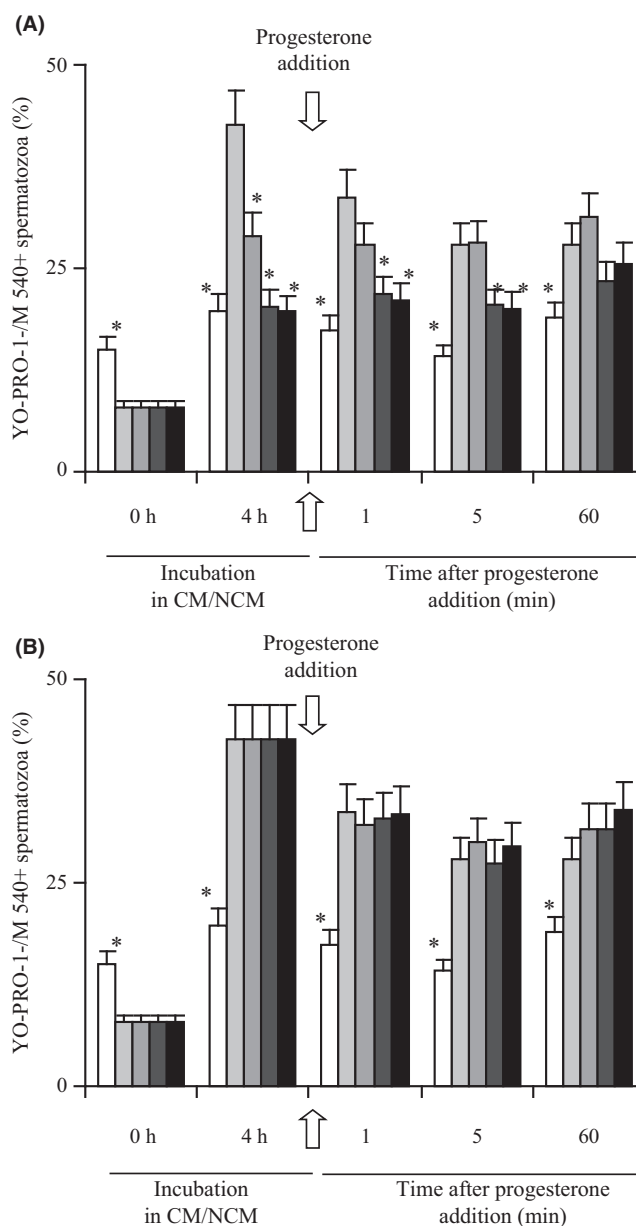 (A)
Progesterone
addition
50
25
0
YO-PRO-1-/M 540+ spermatozoa (%)
*
*
*
*
*
*
*
*
*
*
*
*
0 h
4 h
1
5
60
Incubation
in CM/NCM
Time after progesterone
addition (min)
(B)
Progesterone
addition
50
25
0
YO-PRO-1-/M 540+ spermatozoa (%)
*
*
*
*
*
0 h
4 h
1
5
60
Incubation
in CM/NCM
Time after progesterone
addition (min)